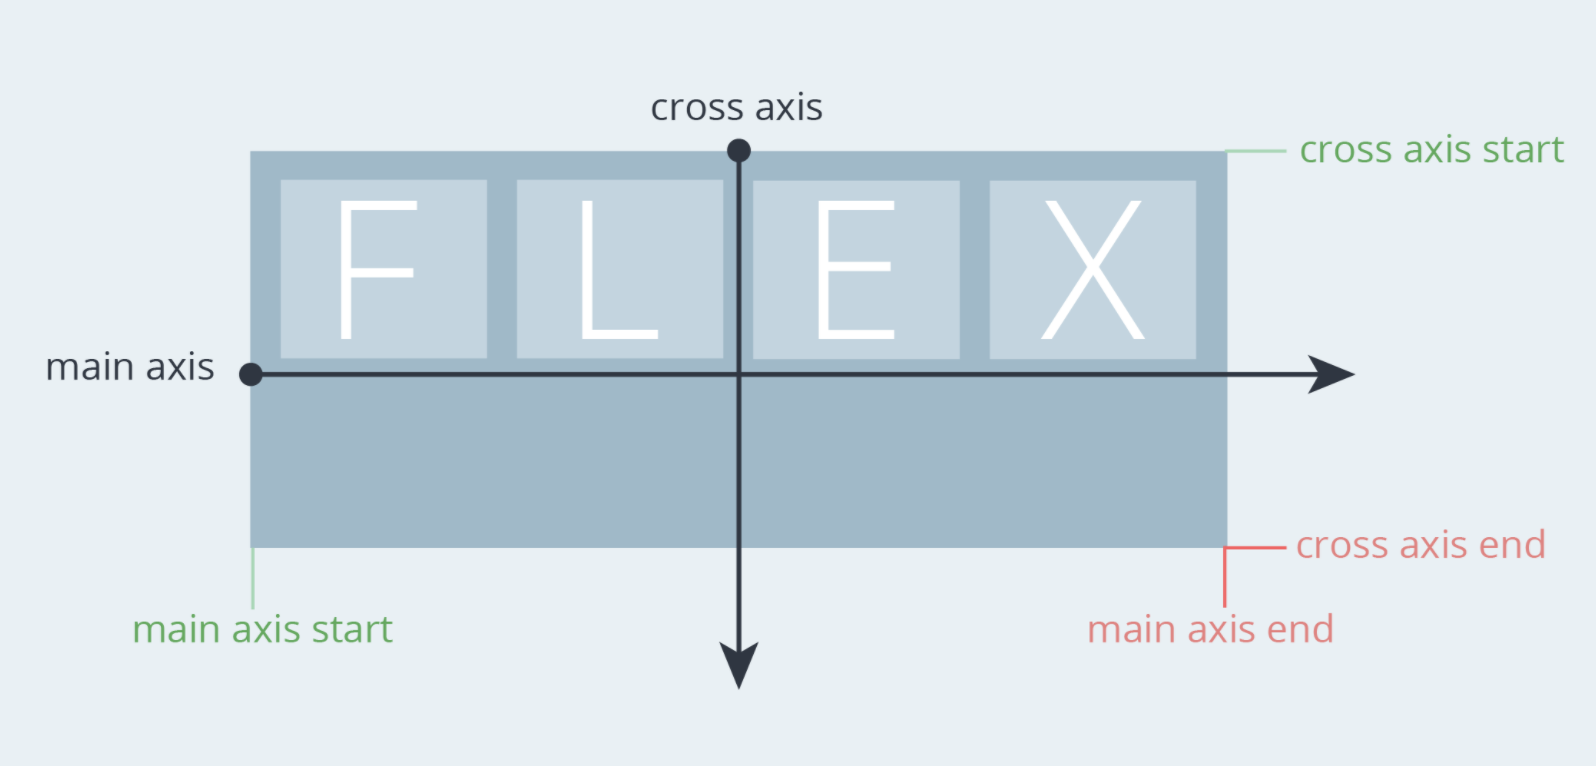 cross axis
cross axis start
F L E X
main axis
cross axis end
main axis start
main axis end